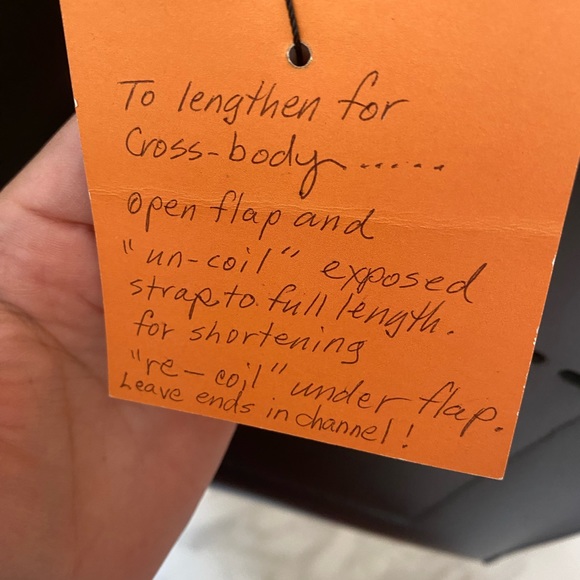 To lengthen for
Cross-body......
Open flap and
"un-coil" exposed
strap to full length.
for shortening
"re-coil" under flap.
Leave ends in channel!